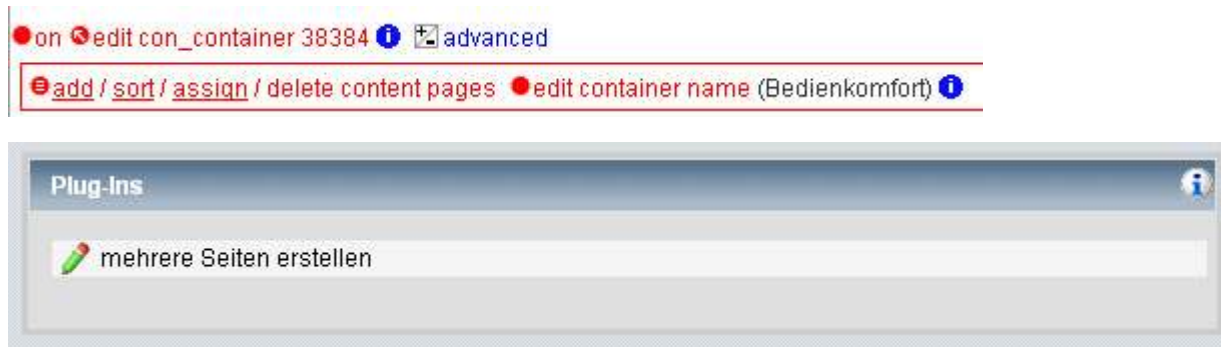 on edit con_container 38384 advanced
add / sort / assign / delete content pages edit container name (Bedienkomfort)
Plug-Ins
mehrere Seiten erstellen